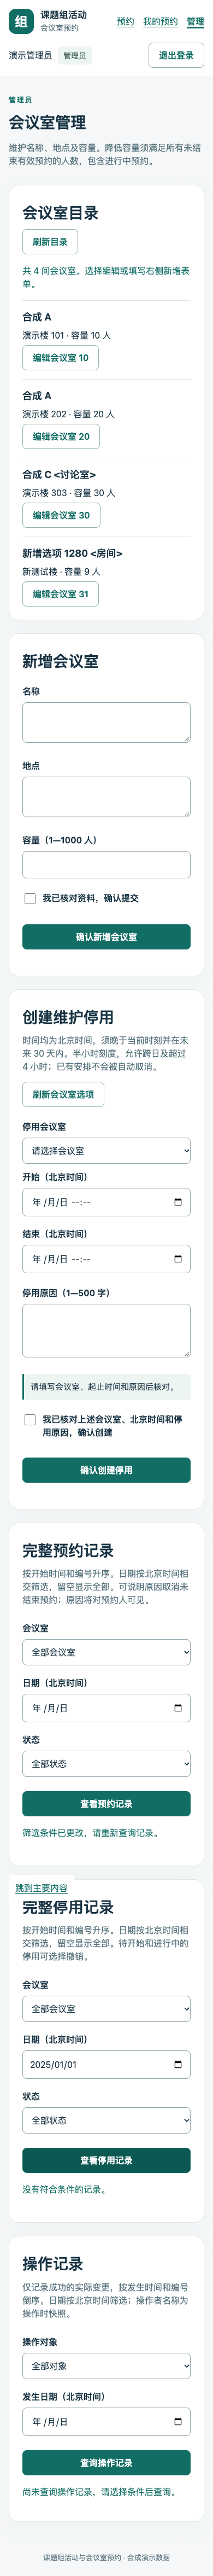 组
课题组活动
会议室预约
预约
我的预约
管理
演示管理员
管理员
退出登录
管理员
会议室管理
维护名称、地点及容量。降低容量须满足所有未结
束有效预约的人数，包含进行中预约。
会议室目录
刷新目录
共 4 间会议室。选择编辑或填写右侧新增表
单。
合成 A
演示楼 101 · 容量 10 人
编辑会议室 10
合成 A
演示楼 202 · 容量 20 人
编辑会议室 20
合成 C <讨论室>
演示楼 303 · 容量 30 人
编辑会议室 30
新增选项 1280 <房间>
新测试楼 · 容量 9 人
编辑会议室 31
新增会议室
名称
地点
容量（1—1000 人）
我已核对资料，确认提交
确认新增会议室
创建维护停用
时间均为北京时间，须晚于当前时刻并在未
来 30 天内。半小时刻度，允许跨日及超过
4 小时；已有安排不会被自动取消。
刷新会议室选项
停用会议室
请选择会议室
开始（北京时间）
年 /月/日 --:--
结束（北京时间）
年 /月/日 --:--
停用原因（1—500 字）
请填写会议室、起止时间和原因后核对。
我已核对上述会议室、北京时间和停
用原因，确认创建
确认创建停用
完整预约记录
按开始时间和编号升序。日期按北京时间相
交筛选，留空显示全部。可说明原因取消未
结束预约；原因将对预约人可见。
会议室
全部会议室
日期（北京时间）
年 /月/日
状态
全部状态
查看预约记录
筛选条件已更改，请重新查询记录。
跳到主要内容
完整停用记录
按开始时间和编号升序。日期按北京时间相
交筛选，留空显示全部。待开始和进行中的
停用可选择撤销。
会议室
全部会议室
日期（北京时间）
2025/01/01
状态
全部状态
查看停用记录
没有符合条件的记录。
操作记录
仅记录成功的实际变更，按发生时间和编号
倒序。日期按北京时间筛选；操作者名称为
操作时快照。
操作对象
全部对象
发生日期（北京时间）
年 /月/日
查询操作记录
尚未查询操作记录，请选择条件后查询。
课题组活动与会议室预约 · 合成演示数据